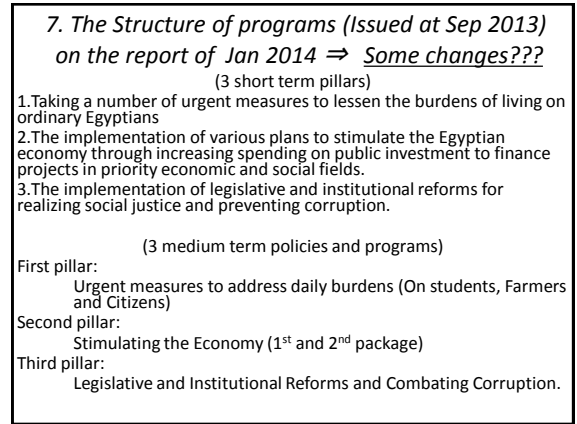 7. The Structure of programs (Issued at Sep 2013)
on the report of Jan 2014 ⇒ Some changes???
(3 short term pillars)
1.Taking a number of urgent measures to lessen the burdens of living on
ordinary Egyptians
2.The implementation of various plans to stimulate the Egyptian
economy through increasing spending on public investment to finance
projects in priority economic and social fields.
3.The implementation of legislative and institutional reforms for
realizing social justice and preventing corruption.
(3 medium term policies and programs)
First pillar:
Urgent measures to address daily burdens (On students, Farmers
and Citizens)
Second pillar:
Stimulating the Economy (1st and 2nd package)
Third pillar:
Legislative and Institutional Reforms and Combating Corruption.